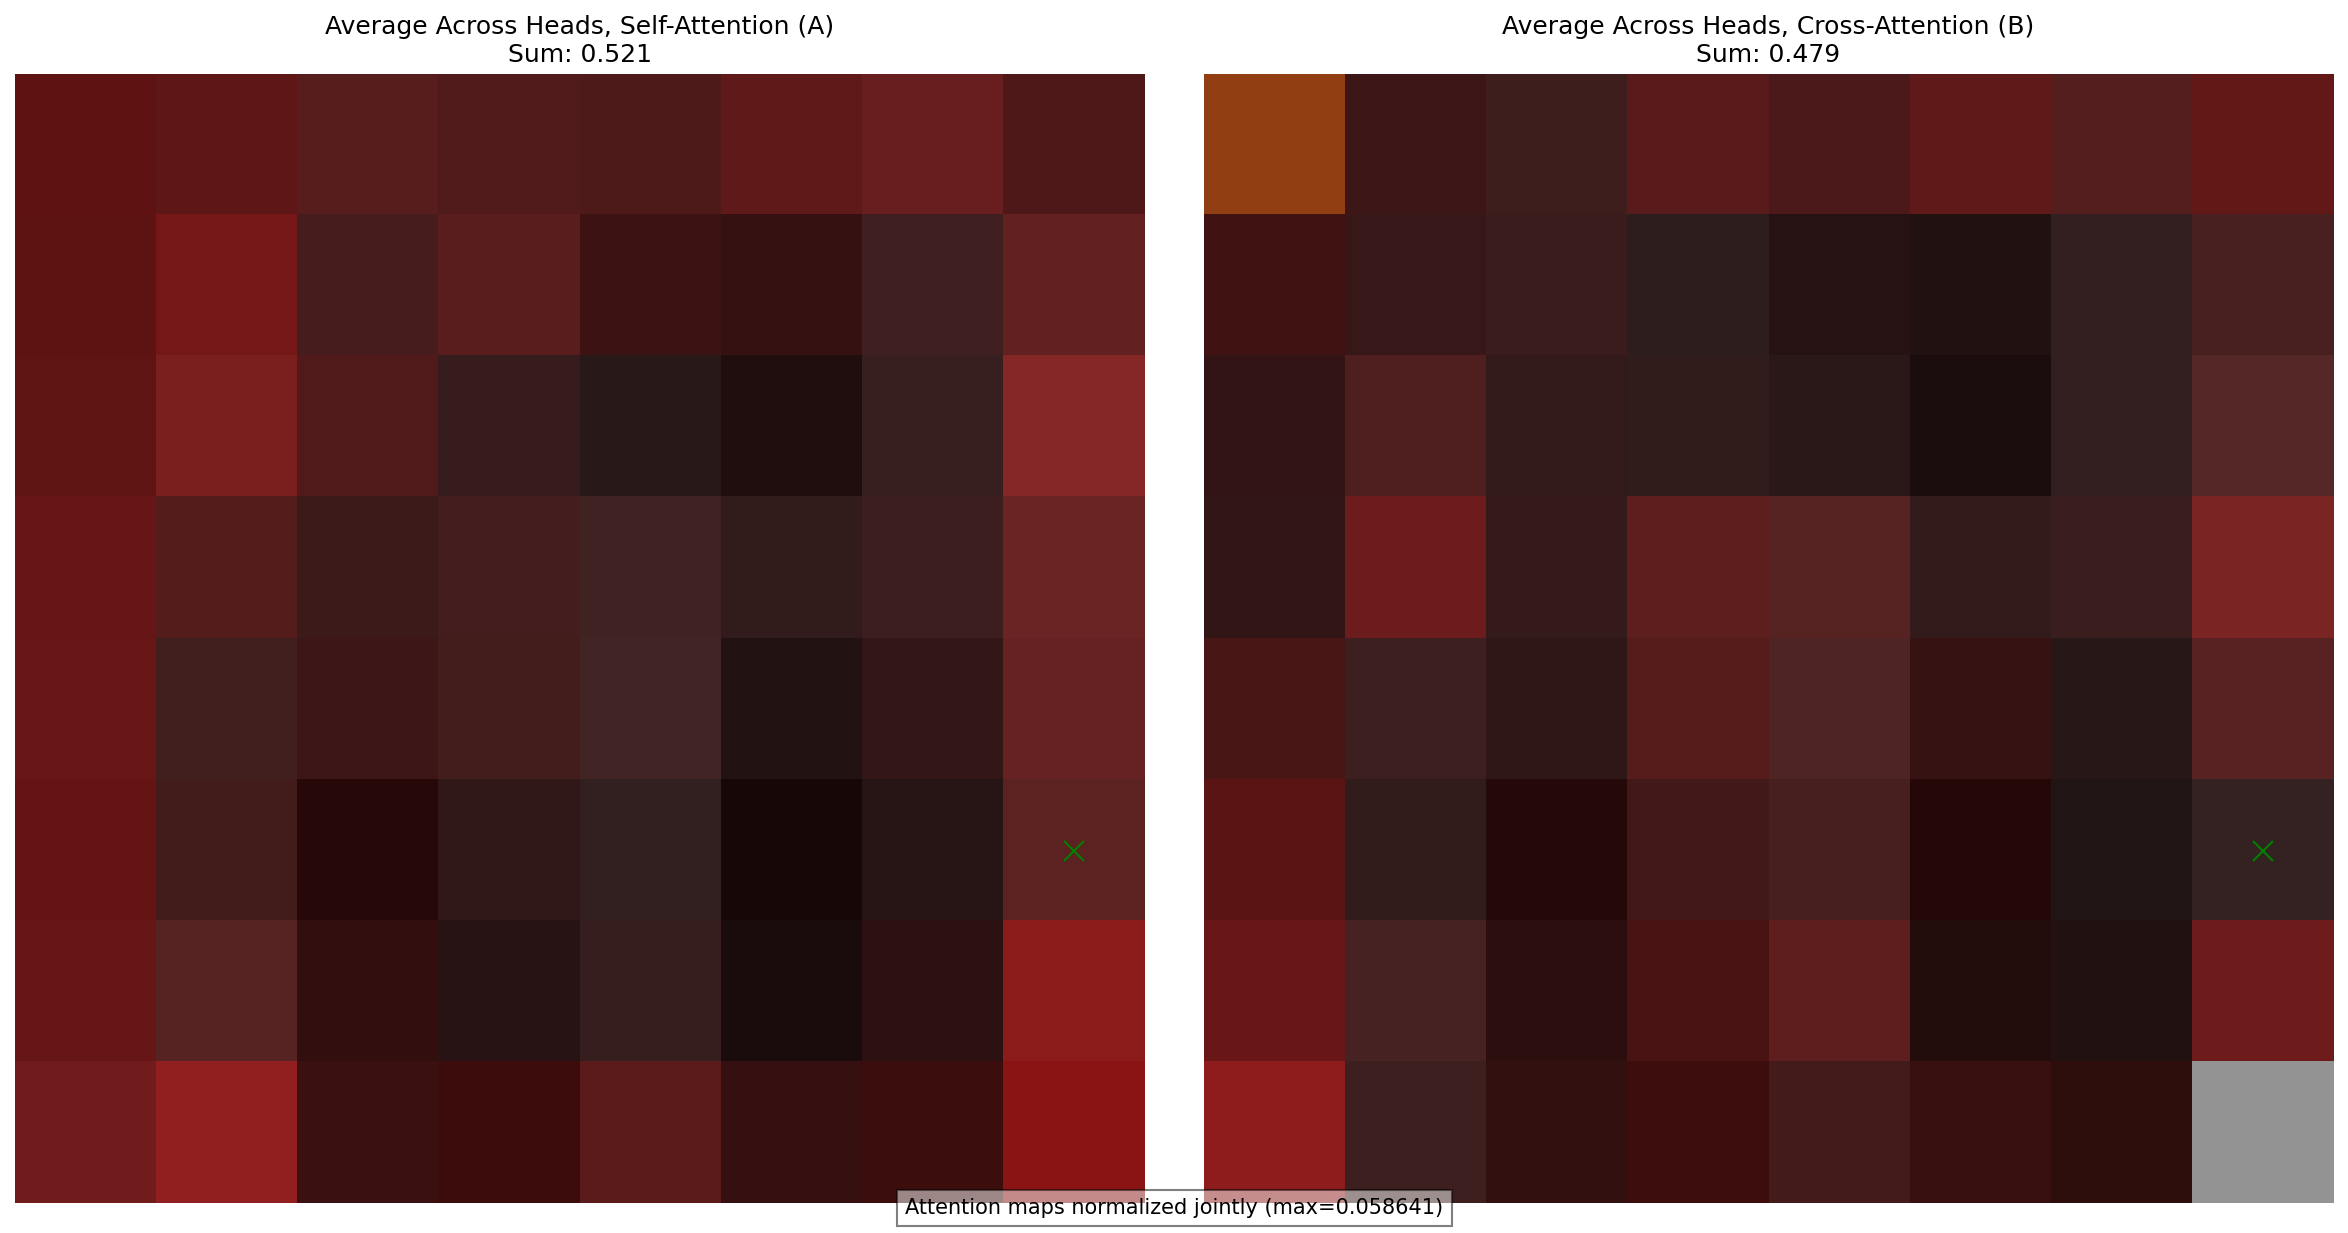 Average Across Heads, Self-Attention (A)
Sum: 0.521
Average Across Heads, Cross-Attention (B)
Sum: 0.479
Attention maps normalized jointly (max=0.058641)